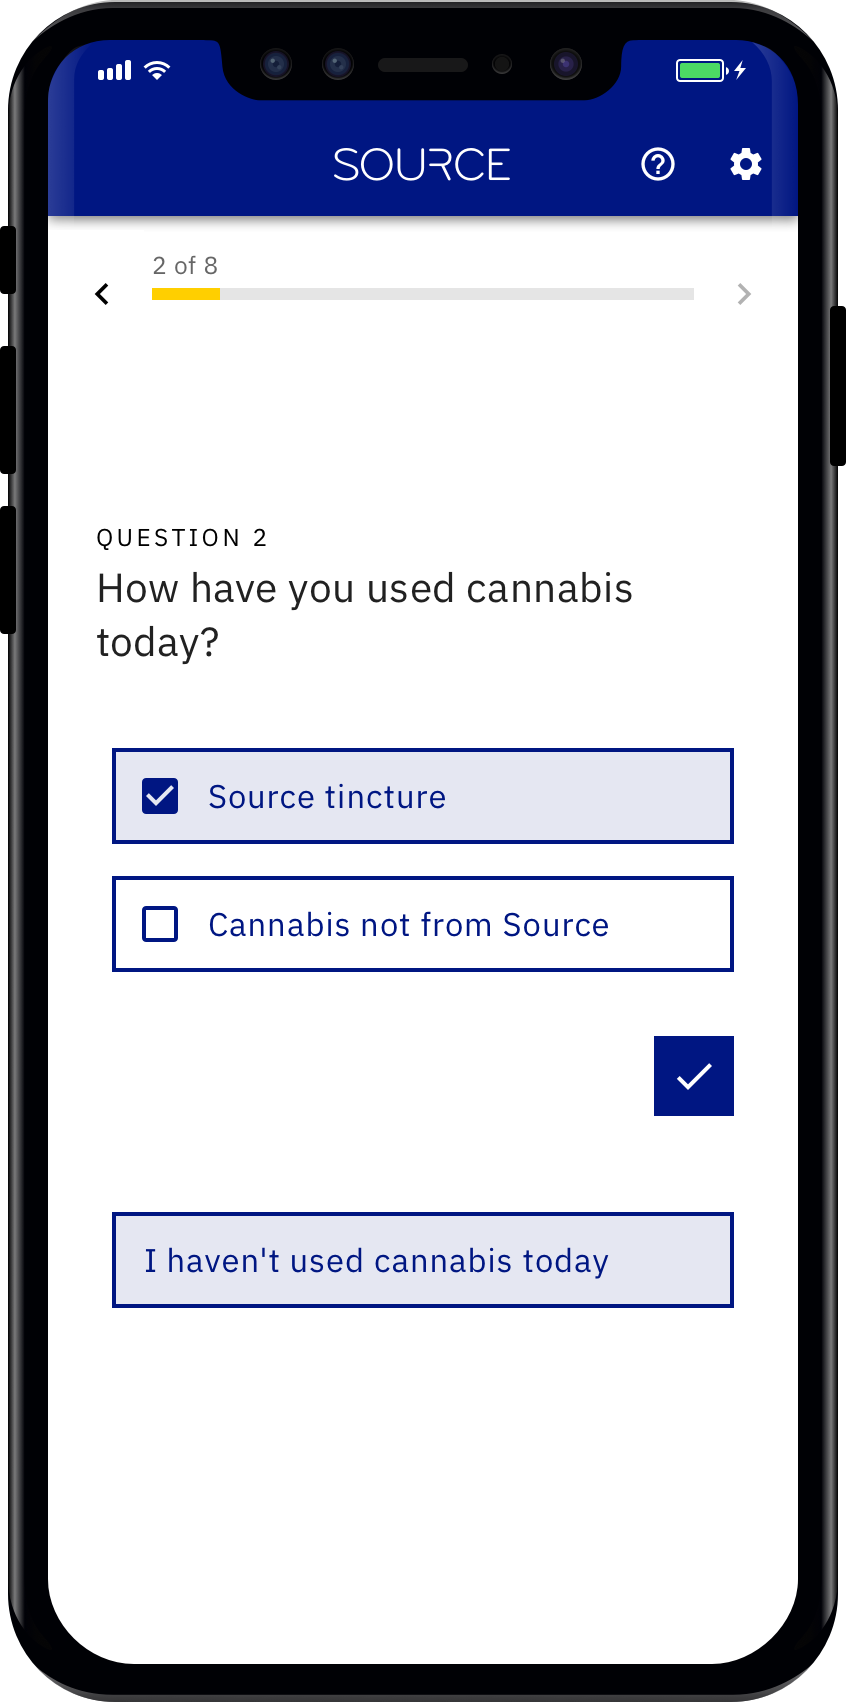 SOURCE
2 of 8
QUESTION 2
How have you used cannabis
today?
Source tincture
Cannabis not from Source
I haven't used cannabis today